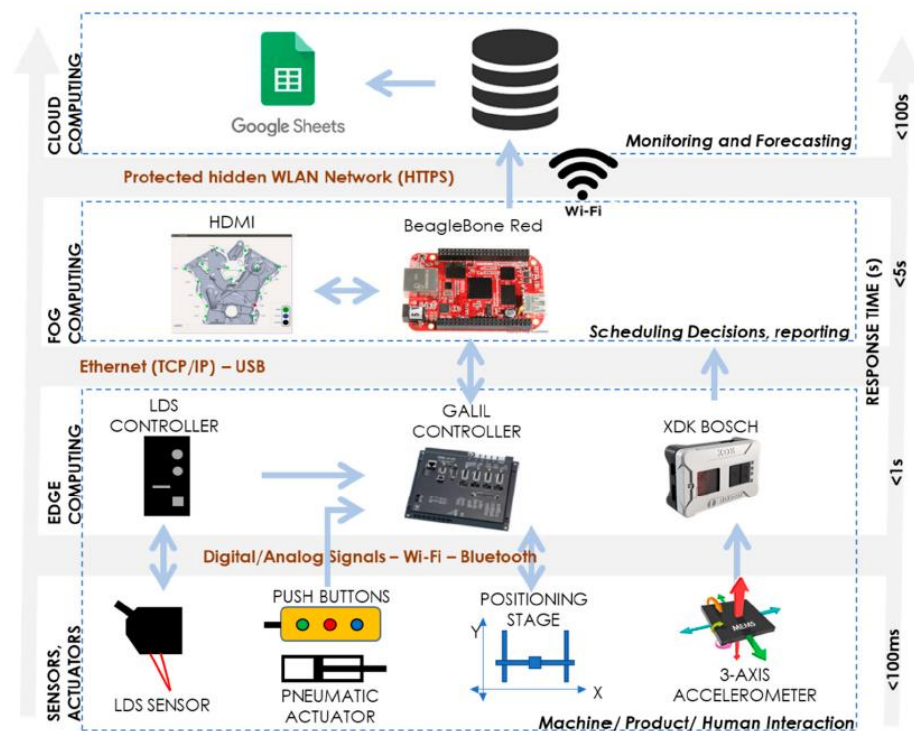 CLOUD
COMPUTING
Google Sheets
Monitoring and Forecasting
<100s
Protected hidden WLAN Network (HTTPS)
Wi-Fi
FOG
COMPUTING
HDMI
BeagleBone Red
Scheduling Decisions, reporting
<5s
RESPONSE TIME (s)
Ethernet (TCP/IP) – USB
EDGE
COMPUTING
LDS
CONTROLLER
GALIL
CONTROLLER
XDK BOSCH
XDK
<1s
Digital/Analog Signals – Wi-Fi – Bluetooth
SENSORS,
ACTUATORS
LDS SENSOR
PUSH BUTTONS
PNEUMATIC
ACTUATOR
POSITIONING
STAGE
Y
X
MEMS
3-AXIS
ACCELEROMETER
<100ms
Machine/ Product/ Human Interaction